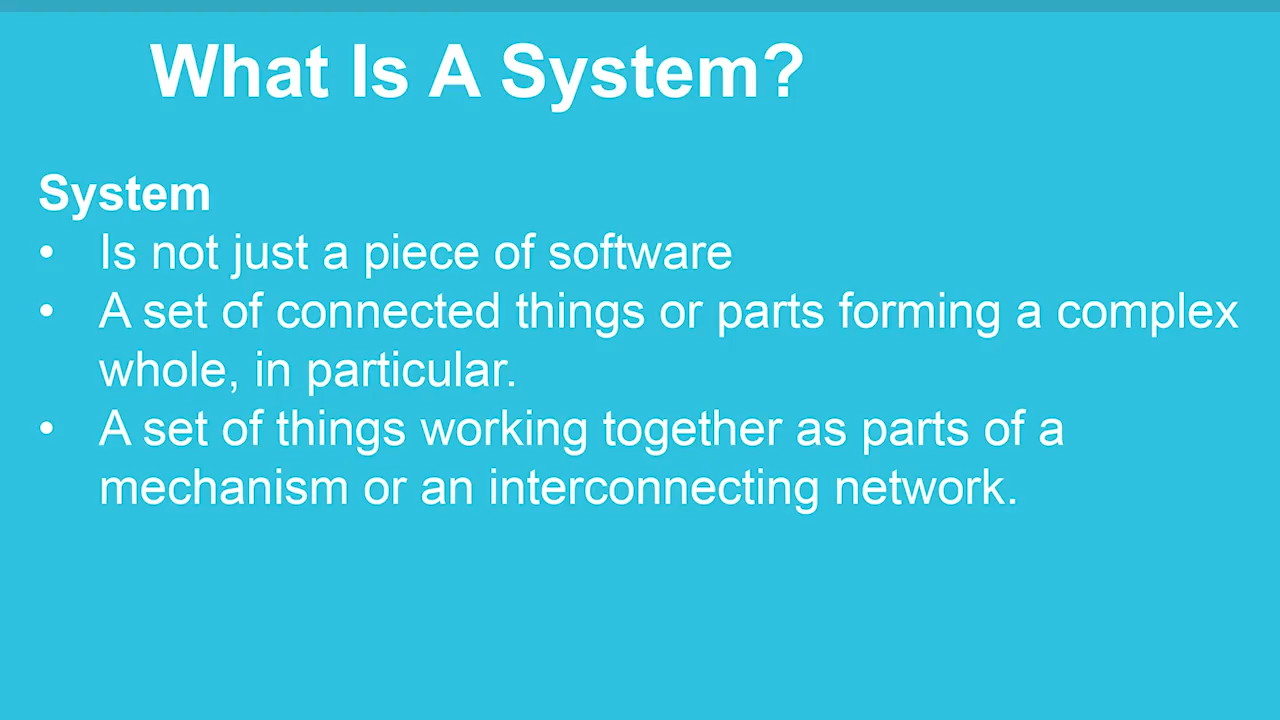 What Is A System?
System
• Is not just a piece of software
• A set of connected things or parts forming a complex
whole, in particular.
• A set of things working together as parts of a
mechanism or an interconnecting network.